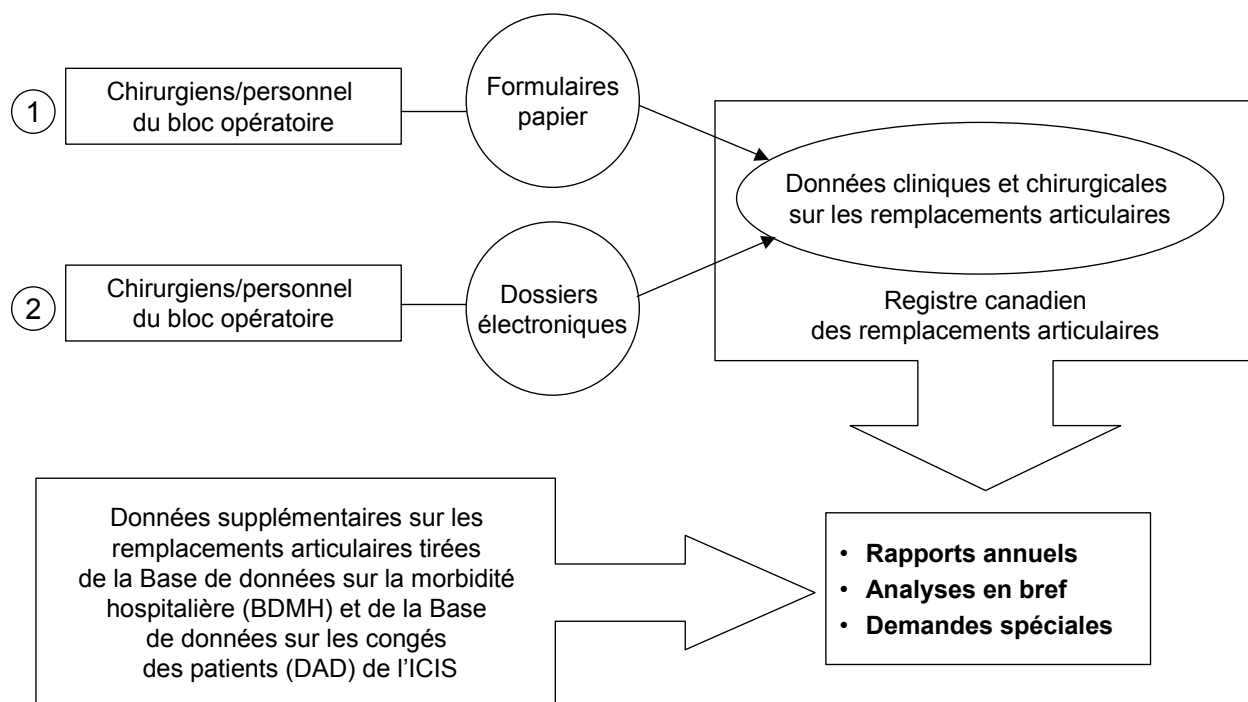 1
Chirurgiens/personnel
du bloc opératoire
Formulaires
papier
2
Chirurgiens/personnel
du bloc opératoire
Dossiers
électroniques
Données cliniques et chirurgicales
sur les remplacements articulaires
Registre canadien
des remplacements articulaires
Données supplémentaires sur les
remplacements articulaires tirées
de la Base de données sur la morbidité
hospitalière (BDMH) et de la Base
de données sur les congés
des patients (DAD) de l’ICIS
• Rapports annuels
• Analyses en bref
• Demandes spéciales